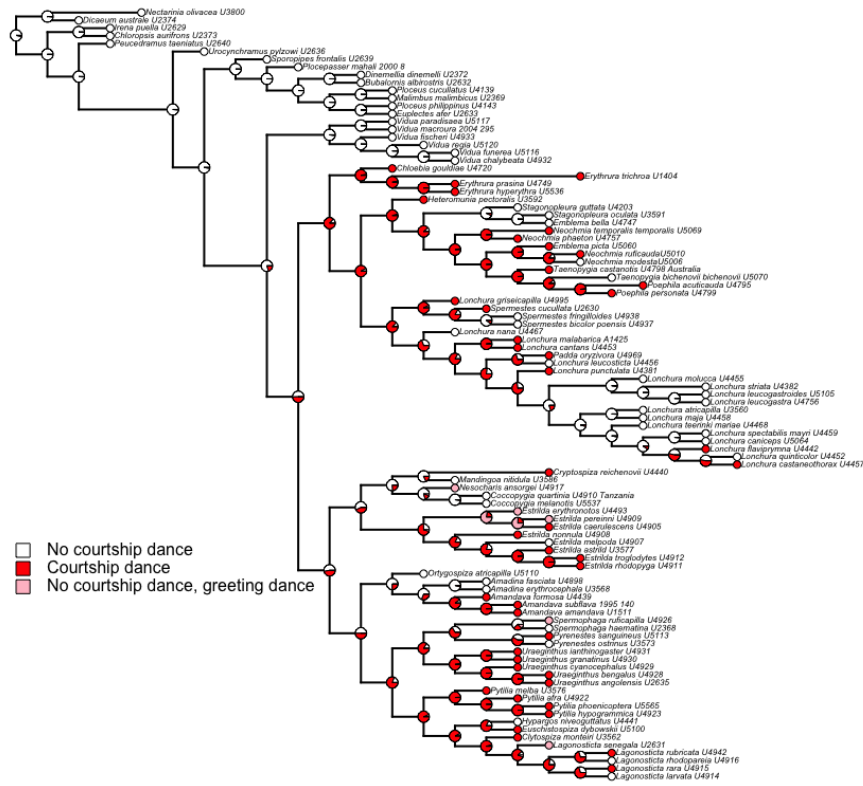 Nectarinia olivacea U3800
Dicaeum australe U2374
Irena puella U2629
Chloropsis aurifrons U2373
Peucedramus taeniatus U2640
Urocynchramus pylzowi U2636
Sporopipes frontalis U2639
Plocepasser mahali 2000 8
Dinemellia dinemelli U2372
Bubalornis albirostris U2632
Ploceus cucullatus U4139
Malimbus malimbicus U2369
Ploceus philippinus U4143
Euplectes afer U2633
Vidua paradisaea U5117
Vidua macroura 2004 295
Vidua fischeri U4933
Vidua regia U5120
Vidua funerea U5116
Vidua chalybeata U4932
Chloebia gouldiae U4720
Erythrura trichroa U1404
Erythrura prasina U4749
Erythrura hyperythra U5536
Heteromunia pectoralis U3592
Stagonopleura guttata U4203
Stagonopleura oculata U3591
Emblema bella U4747
Neochmia temporalis temporalis U5069
Neochmia phaeton U4757
Emblema picta U5060
Neochmia ruficaudaU5010
Neochmia modestaU5006
Taenopygia castanotis U4798 Australia
Taenopygia bichenovii bichenovii U5070
Poephila acuticauda U4795
Poephila personata U4799
Lonchura griseicapilla U4995
Spermestes cucullata U2630
Spermestes fringilloides U4938
Spermestes bicolor poensis U4937
Lonchura nana U4467
Lonchura malabarica A1425
Lonchura cantans U4453
Padda oryzivora U4969
Lonchura leucosticta U4456
Lonchura punctulata U4381
Lonchura molucca U4455
Lonchura striata U4382
Lonchura leucogastroides U5105
Lonchura leucogastra U4756
Lonchura atricapilla U3560
Lonchura maja U4458
Lonchura teerinki mariae U4468
Lonchura spectabilis mayri U4459
Lonchura caniceps U5064
Lonchura flaviprymna U4442
Lonchura quinticolor U4452
Lonchura castaneothorax U4457
Cryptospiza reichenovii U4440
Mandingoa nitidula U3586
Nesocharis ansorgei U4917
Coccopygia quartinia U4910 Tanzania
Coccopygia melanotis U5537
Estrilda erythronotos U4493
Estrilda pereinni U4909
Estrilda caerulescens U4905
Estrilda nonnula U4908
Estrilda melpoda U4907
Estrilda astrild U3577
Estrilda troglodytes U4912
Estrilda rhodopyga U4911
No courtship dance
Courtship dance
No courtship dance, greeting dance
Ortygospiza atricapilla U5110
Amadina fasciata U4898
Amadina erythrocephala U3568
Amandava formosa U4439
Amandava subflava 1995 140
Amandava amandava U1511
Spermophaga ruficapilla U4926
Spermophaga haematina U2368
Pyrenestes sanguineus U5113
Pyrenestes ostrinus U3573
Uraeginthus ianthinogaster U4931
Uraeginthus granatinus U4930
Uraeginthus cyanocephalus U4929
Uraeginthus bengalus U4928
Uraeginthus angolensis U2635
Pytilia melba U3576
Pytilia afra U4922
Pytilia phoenicoptera U5565
Pytilia hypogrammica U4923
Hypargos niveoguttatus U4441
Euschistospiza dybowskii U5100
Clytospiza monteiri U3562
Lagonosticta senegala U2631
Lagonosticta rubricata U4942
Lagonosticta rhodopareia U4916
Lagonosticta rara U4915
Lagonosticta larvata U4914